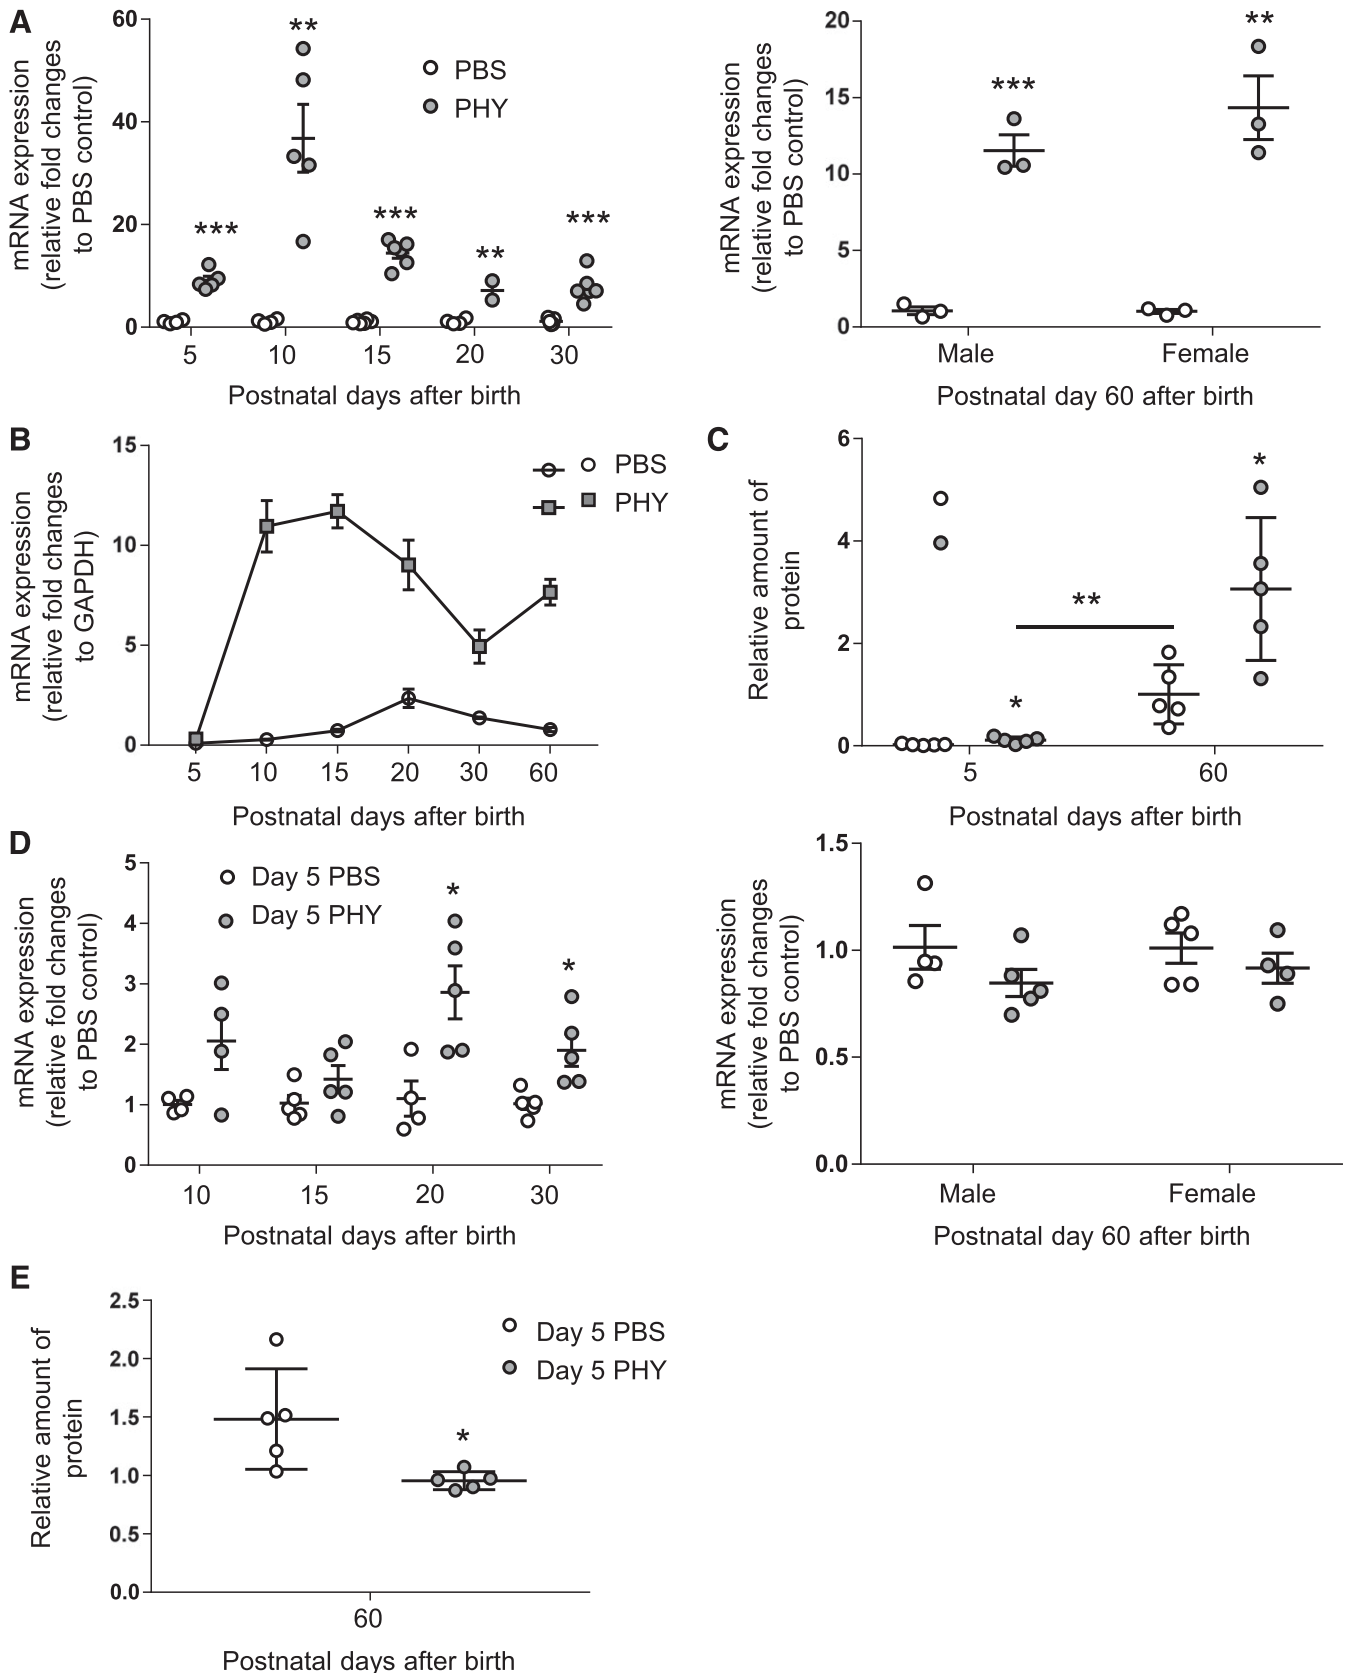 A
mRNA expression
(relative fold changes
to PBS control)
60
40
20
0
**
***
***
**
***
PBS
PHY
5
10
15
20
30
Postnatal days after birth
mRNA expression
(relative fold changes
to PBS control)
20
15
10
5
0
***
**
Male
Female
Postnatal day 60 after birth
B
mRNA expression
(relative fold changes
to GAPDH)
15
10
5
0
PBS
PHY
5
10
15
20
30
60
Postnatal days after birth
C
Relative amount of
protein
6
4
2
0
*
**
*
5
60
Postnatal days after birth
D
mRNA expression
(relative fold changes
to PBS control)
5
4
3
2
1
0
Day 5 PBS
Day 5 PHY
*
*
10
15
20
30
Postnatal days after birth
mRNA expression
(relative fold changes
to PBS control)
1.5
1.0
0.5
0.0
Male
Female
Postnatal day 60 after birth
E
Relative amount of
protein
2.5
2.0
1.5
1.0
0.5
0.0
Day 5 PBS
Day 5 PHY
*
60
Postnatal days after birth